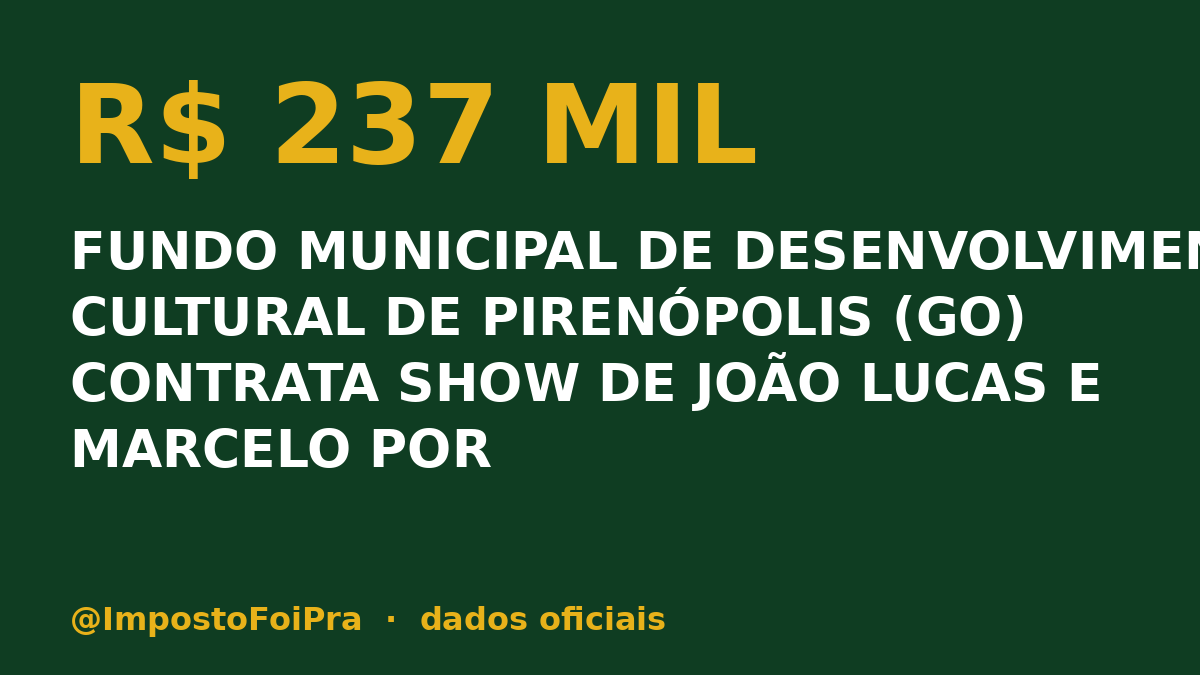 R$ 237 MIL
FUNDO MUNICIPAL DE DESENVOLVIMEN
CULTURAL DE PIRENÓPOLIS (GO)
CONTRATA SHOW DE JOÃO LUCAS E
MARCELO POR
@ImpostoFoiPra · dados oficiais